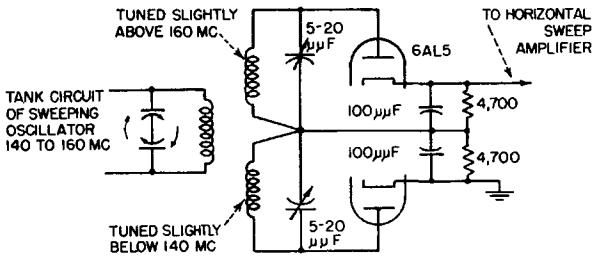 TUNED SLIGHTLY
ABOVE 160 MC
5-20
μμF
6AL5
TO HORIZONTAL
SWEEP
AMPLIFIER
TANK CIRCUIT
OF SWEEPING
OSCILLATOR
140 TO 160 MC
100μμF
4,700
100μμF
4,700
TUNED SLIGHTLY
BELOW 140 MC
5-20
μμF